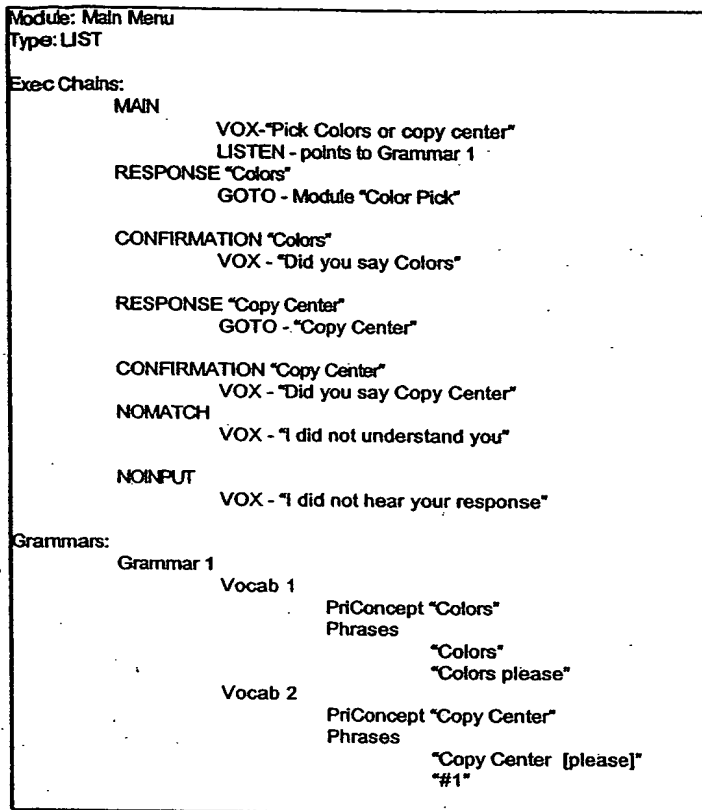 Module: Main Menu
Type: LIST
Exec Chains:
MAIN
VOX-"Pick Colors or copy center"
LISTEN - points to Grammar 1
RESPONSE "Colors"
GOTO - Module "Color Pick"
CONFIRMATION "Colors"
VOX - "Did you say Colors"
RESPONSE "Copy Center"
GOTO - "Copy Center"
CONFIRMATION "Copy Center"
VOX - "Did you say Copy Center"
NOMATCH
VOX - "I did not understand you"
NOINPUT
VOX - "I did not hear your response"
Grammars:
Grammar 1
Vocab 1
PriConcept "Colors"
Phrases
"Colors"
"Colors please"
Vocab 2
PriConcept "Copy Center"
Phrases
"Copy Center [please]"
"#1"